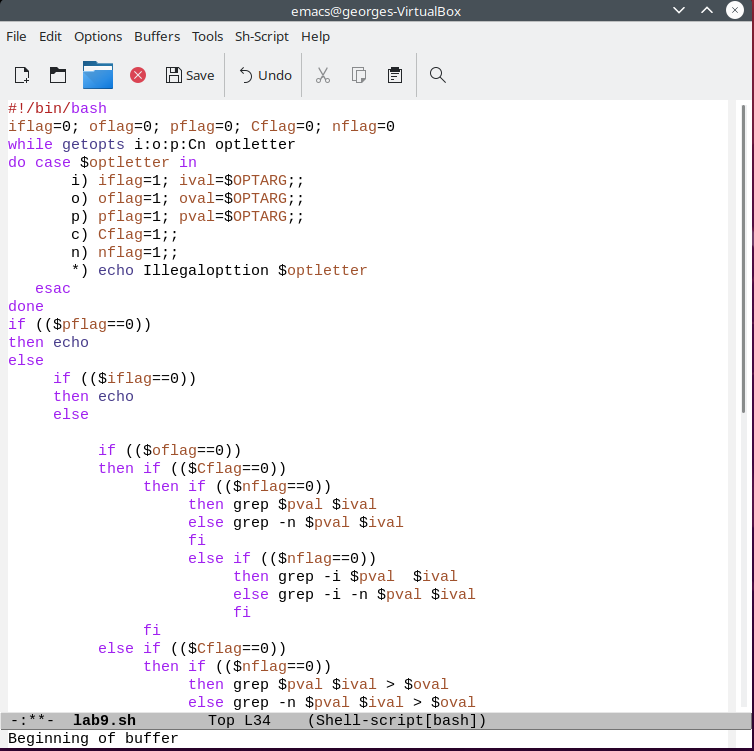 emacs@georges-VirtualBox
File Edit Options Buffers Tools Sh-Script Help
Save Undo
#!/bin/bash
iflag=0; oflag=0; pflag=0; Cflag=0; nflag=0
while getopts i:o:p:Cn optletter
do case $optletter in
       i) iflag=1; ival=$OPTARG;;
       o) oflag=1; oval=$OPTARG;;
       p) pflag=1; pval=$OPTARG;;
       c) Cflag=1;;
       n) nflag=1;;
       *) echo Illegalopttion $optletter
   esac
done
if (($pflag==0))
then echo
else
     if (($iflag==0))
     then echo
     else
          if (($oflag==0))
          then if (($Cflag==0))
               then if (($nflag==0))
                    then grep $pval $ival
                    else grep -n $pval $ival
                    fi
                    else if (($nflag==0))
                         then grep -i $pval  $ival
                         else grep -i -n $pval $ival
                         fi
               fi
          else if (($Cflag==0))
               then if (($nflag==0))
                    then grep $pval $ival > $oval
                    else grep -n $pval $ival > $oval
-:**-  lab9.sh        Top L34    (Shell-script[bash])
Beginning of buffer